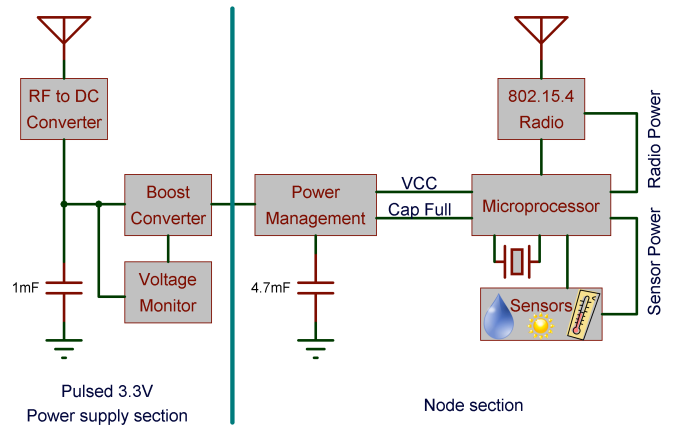 RF to DC
Converter
802.15.4
Radio
Radio Power
Boost
Converter
Power
Management
VCC
Cap Full
Microprocessor
Voltage
Monitor
1mF
4.7mF
Sensors
Sensor Power
Pulsed 3.3V
Power supply section
Node section